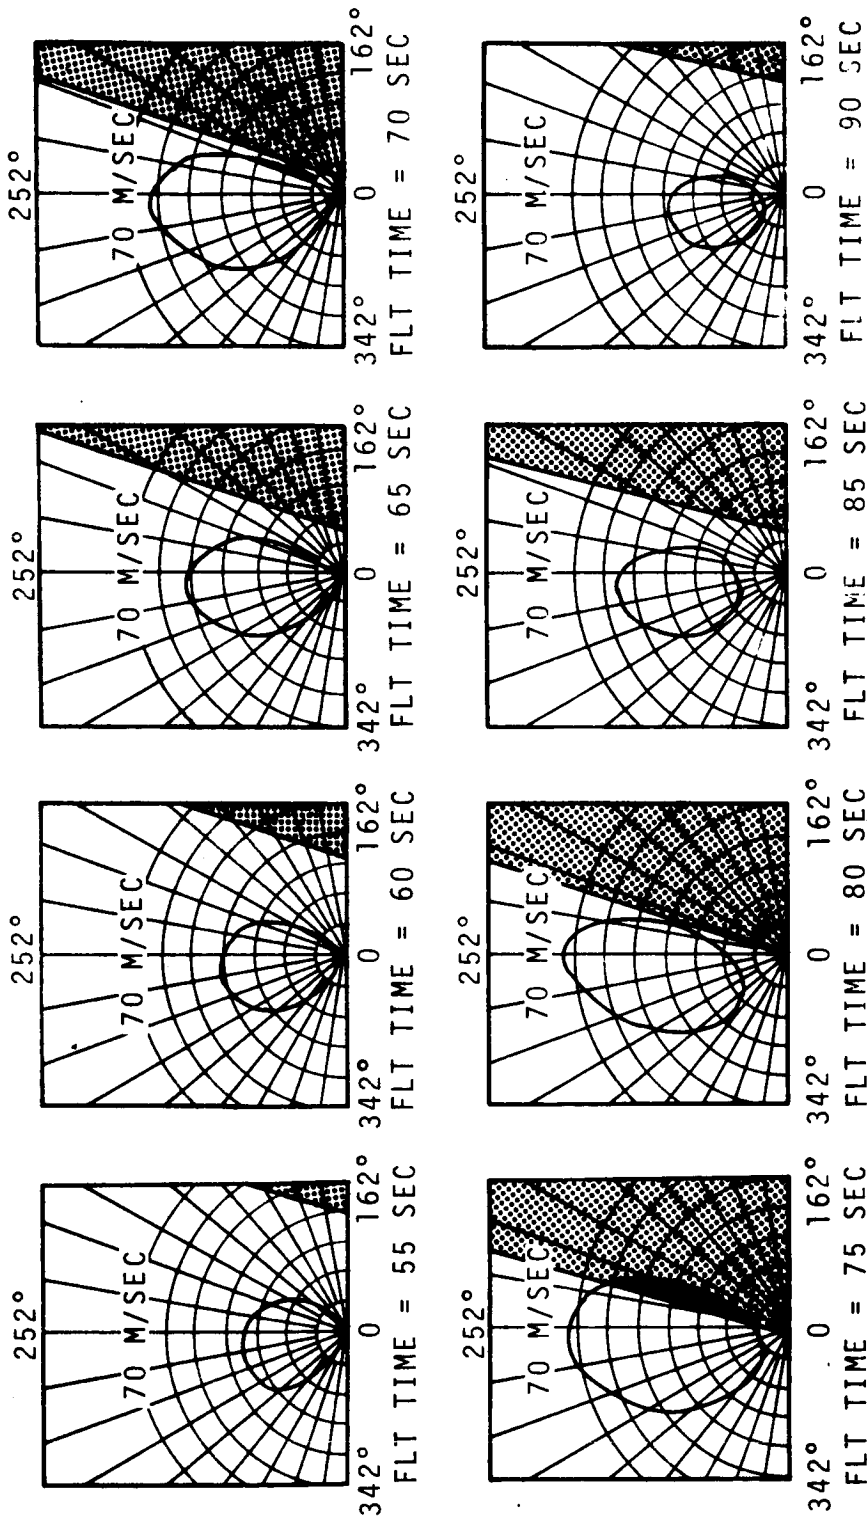 252° 252° 252° 252°
70 M/SEC 70 M/SEC 70 M/SEC 70 M/SEC
342° 0 162° 342° 0 162° 342° 0 162° 342° 0 162°
FLT TIME = 55 SEC FLT TIME = 60 SEC FLT TIME = 65 SEC FLT TIME = 70 SEC
252° 252° 252° 252°
70 M/SEC 70 M/SEC 70 M/SEC 70 M/SEC
342° 0 162° 342° 0 162° 342° 0 162° 342° 0 162°
FLT TIME = 75 SEC FLT TIME = 80 SEC FLT TIME = 85 SEC FLT TIME = 90 SEC